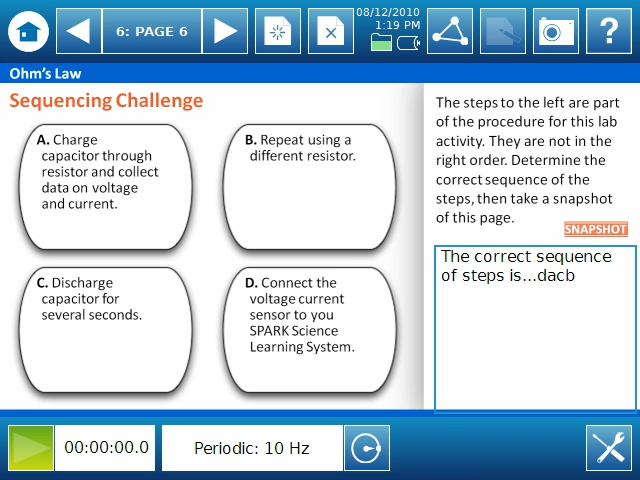 6: PAGE 6
08/12/2010
1:19 PM
?
Ohm's Law
Sequencing Challenge
A. Charge
capacitor through
resistor and collect
data on voltage
and current.
B. Repeat using a
different resistor.
C. Discharge
capacitor for
several seconds.
D. Connect the
voltage current
sensor to you
SPARK Science
Learning System.
The steps to the left are part
of the procedure for this lab
activity. They are not in the
right order. Determine the
correct sequence of the
steps, then take a snapshot
of this page.
SNAPSHOT
The correct sequence
of steps is...dacb
00:00:00.0
Periodic: 10 Hz